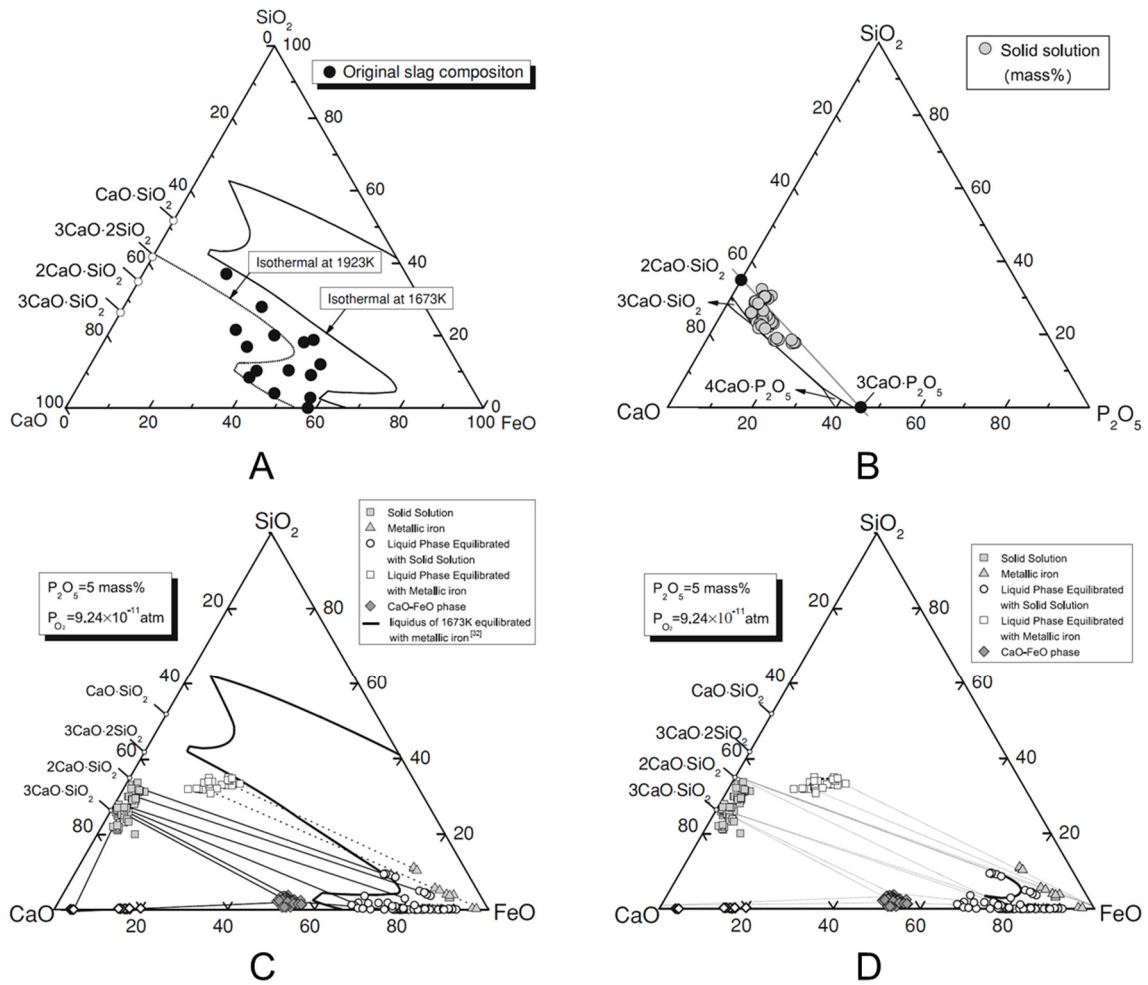 SiO2
0 100
Original slag compositon
20
80
CaO·SiO2
40
60
3CaO·2SiO2
60
Isothermal at 1923K
40
2CaO·SiO2
Isothermal at 1673K
3CaO·SiO2
80
20
100
0
CaO
0
20
40
60
80
100
FeO
A
SiO2
Solid solution
(mass%)
20
80
40
60
60
2CaO·SiO2
40
3CaO·SiO2
80
20
4CaO·P2O5
3CaO·P2O5
CaO
20
40
60
80
P2O5
B
SiO2
Solid Solution
Metallic iron
Liquid Phase Equilibrated
with Solid Solution
Liquid Phase Equilibrated
with Metallic iron
CaO-FeO phase
liquidus of 1673K equilibrated
with metallic iron[32]
P2O5=5 mass%
PO2=9.24×10-11atm
20
80
40
60
CaO·SiO2
3CaO·2SiO2
60
40
2CaO·SiO2
3CaO·SiO2
80
20
CaO
FeO
20
40
60
80
C
SiO2
Solid Solution
Metallic iron
Liquid Phase Equilibrated
with Solid Solution
Liquid Phase Equilibrated
with Metallic iron
CaO-FeO phase
P2O5=5 mass%
PO2=9.24×10-11atm
20
80
40
60
CaO·SiO2
3CaO·2SiO2
60
40
2CaO·SiO2
3CaO·SiO2
80
20
CaO
FeO
20
40
60
80
D